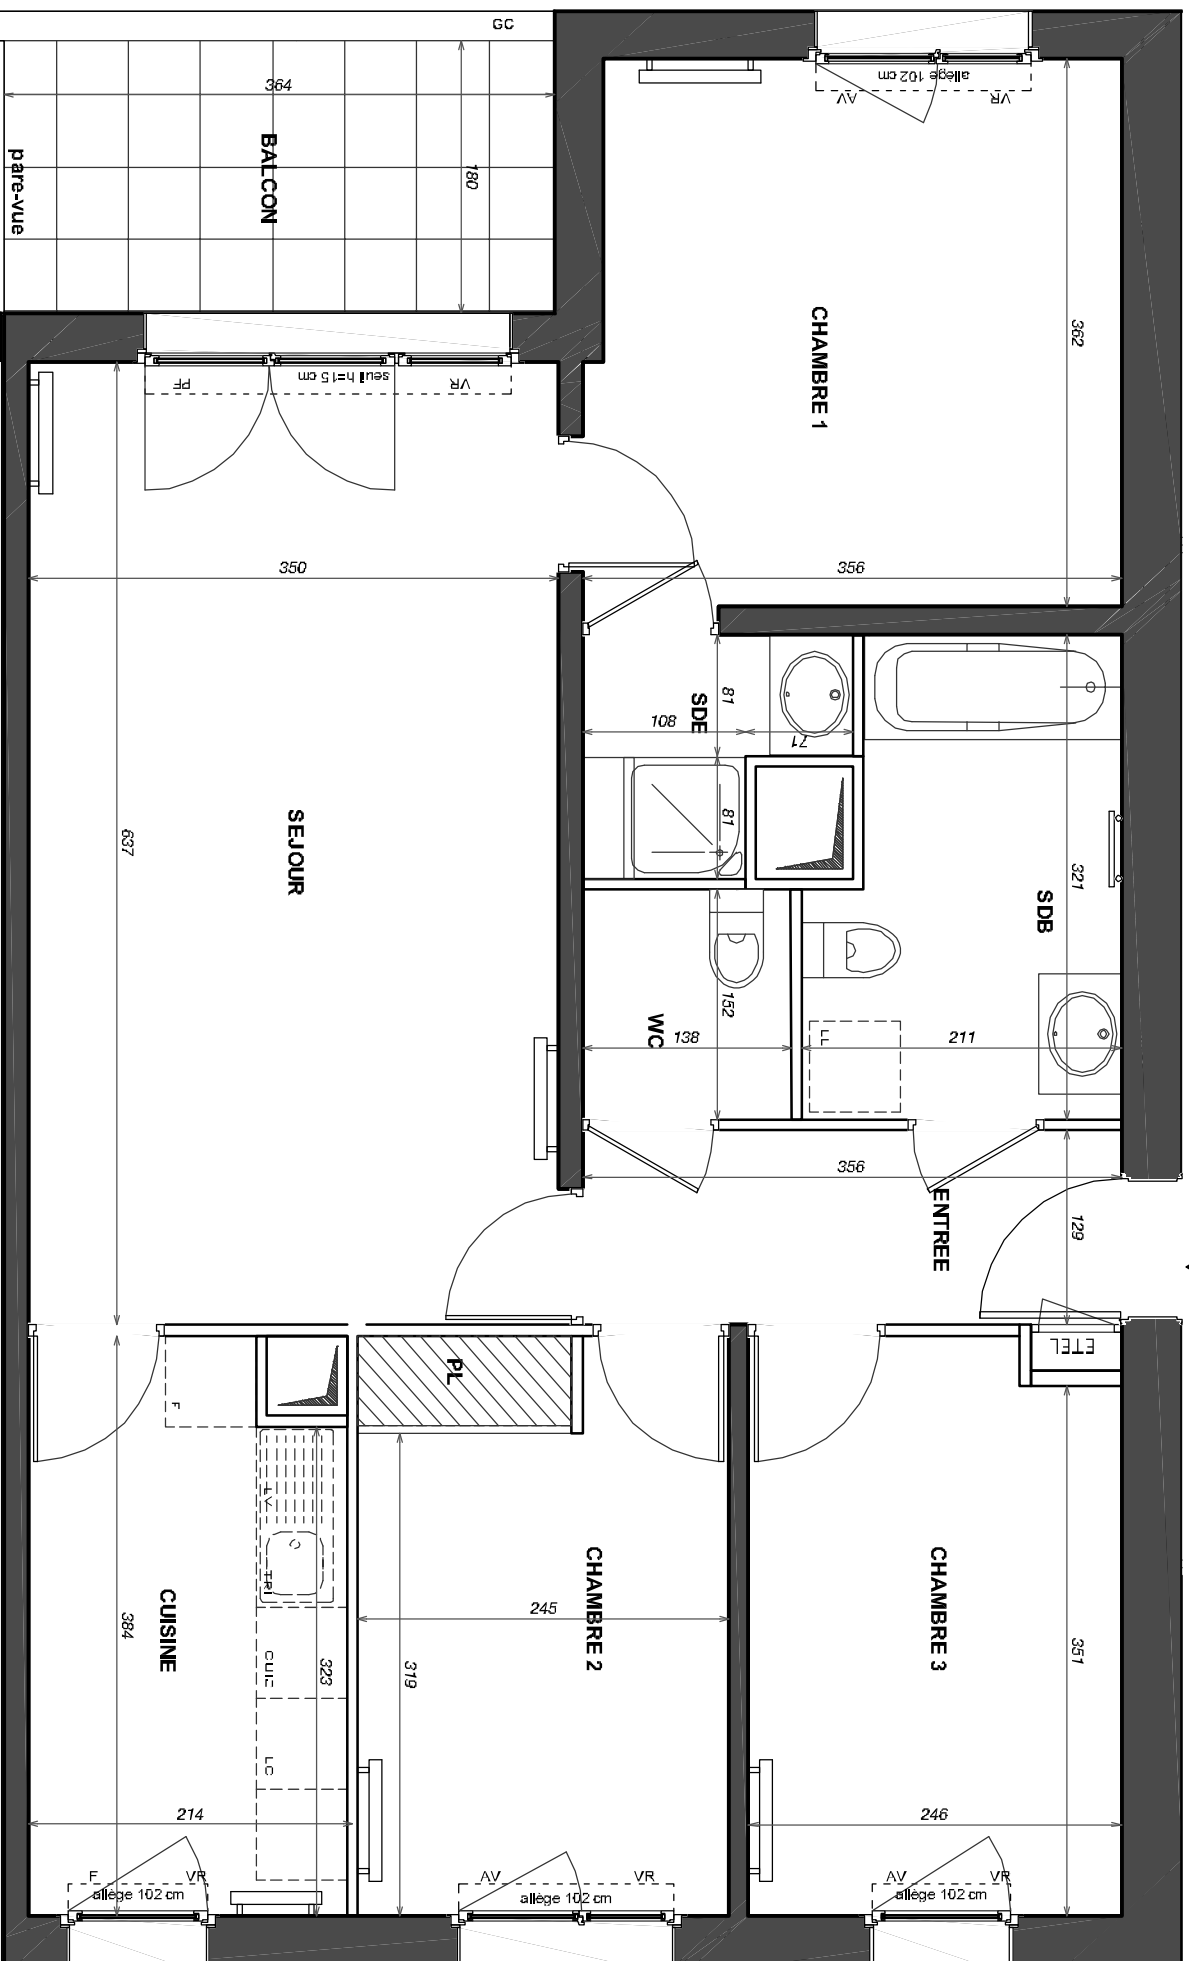 GC
364
BALCON
180
pare-vue
allège 102 cm
AV
VR
CHAMBRE 1
362
PF
seuil h=15 cm
VR
350
356
SDE
81
108
71
81
637
SEJOUR
321
SDB
152
WC
138
LL
211
356
ENTREE
129
ETEL
PL
F
LV
TRI
CUIZ
LC
323
CUISINE
384
214
CHAMBRE 2
245
319
CHAMBRE 3
351
246
F
VR
allège 102 cm
AV
VR
allège 102 cm
AV
VR
allège 102 cm